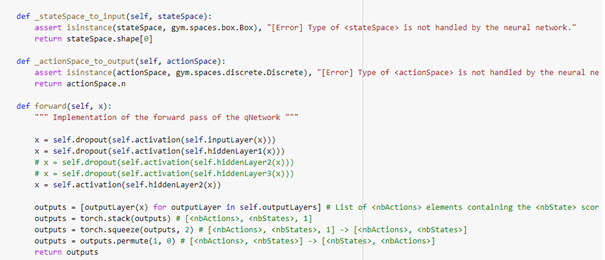 def _stateSpace_to_input(self, stateSpace):
    assert isinstance(stateSpace, gym.spaces.box.Box), "[Error] Type of <stateSpace> is not handled by the neural network."
    return stateSpace.shape[0]

def _actionSpace_to_output(self, actionSpace):
    assert isinstance(actionSpace, gym.spaces.discrete.Discrete), "[Error] Type of <actionSpace> is not handled by the neural ne
    return actionSpace.n

def forward(self, x):
    """ Implementation of the forward pass of the qNetwork """

    x = self.dropout(self.activation(self.inputLayer(x)))
    x = self.dropout(self.activation(self.hiddenLayer1(x)))
    # x = self.dropout(self.activation(self.hiddenLayer2(x)))
    # x = self.dropout(self.activation(self.hiddenLayer3(x)))
    x = self.activation(self.hiddenLayer2(x))

    outputs = [outputLayer(x) for outputLayer in self.outputLayers] # List of <nbActions> elements containing the <nbState> scor
    outputs = torch.stack(outputs) # [<nbActions>, <nbStates>, 1]
    outputs = torch.squeeze(outputs, 2) # [<nbActions>, <nbStates>, 1] -> [<nbActions>, <nbStates>]
    outputs = outputs.permute(1, 0) # [<nbActions>, <nbStates>] -> [<nbStates>, <nbActions>]
    return outputs